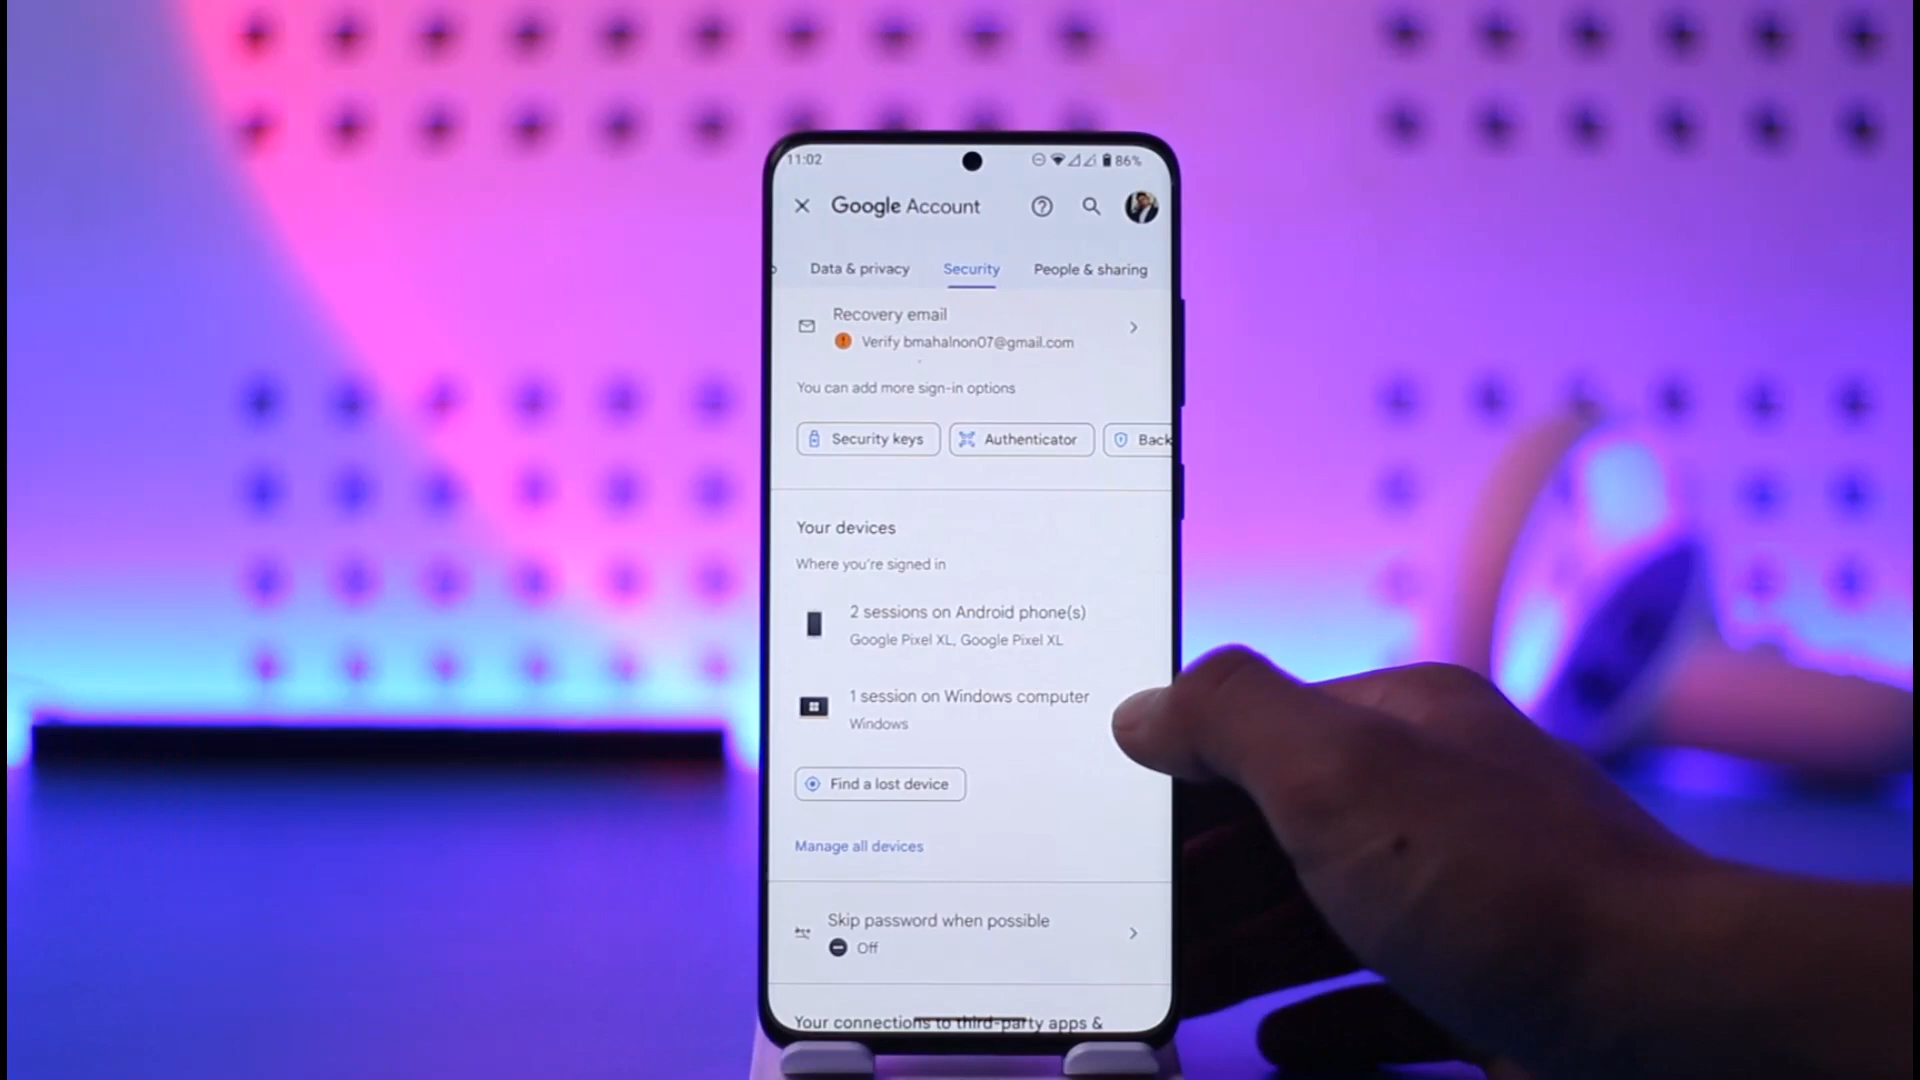 11:02 86%
Google Account
Data & privacy Security People & sharing
Recovery email
Verify bmahalnon07@gmail.com
You can add more sign-in options
Security keys Authenticator Back
Your devices
Where you're signed in
2 sessions on Android phone(s)
Google Pixel XL, Google Pixel XL
1 session on Windows computer
Windows
Find a lost device
Manage all devices
Skip password when possible
Off
Your connections to third-party apps &